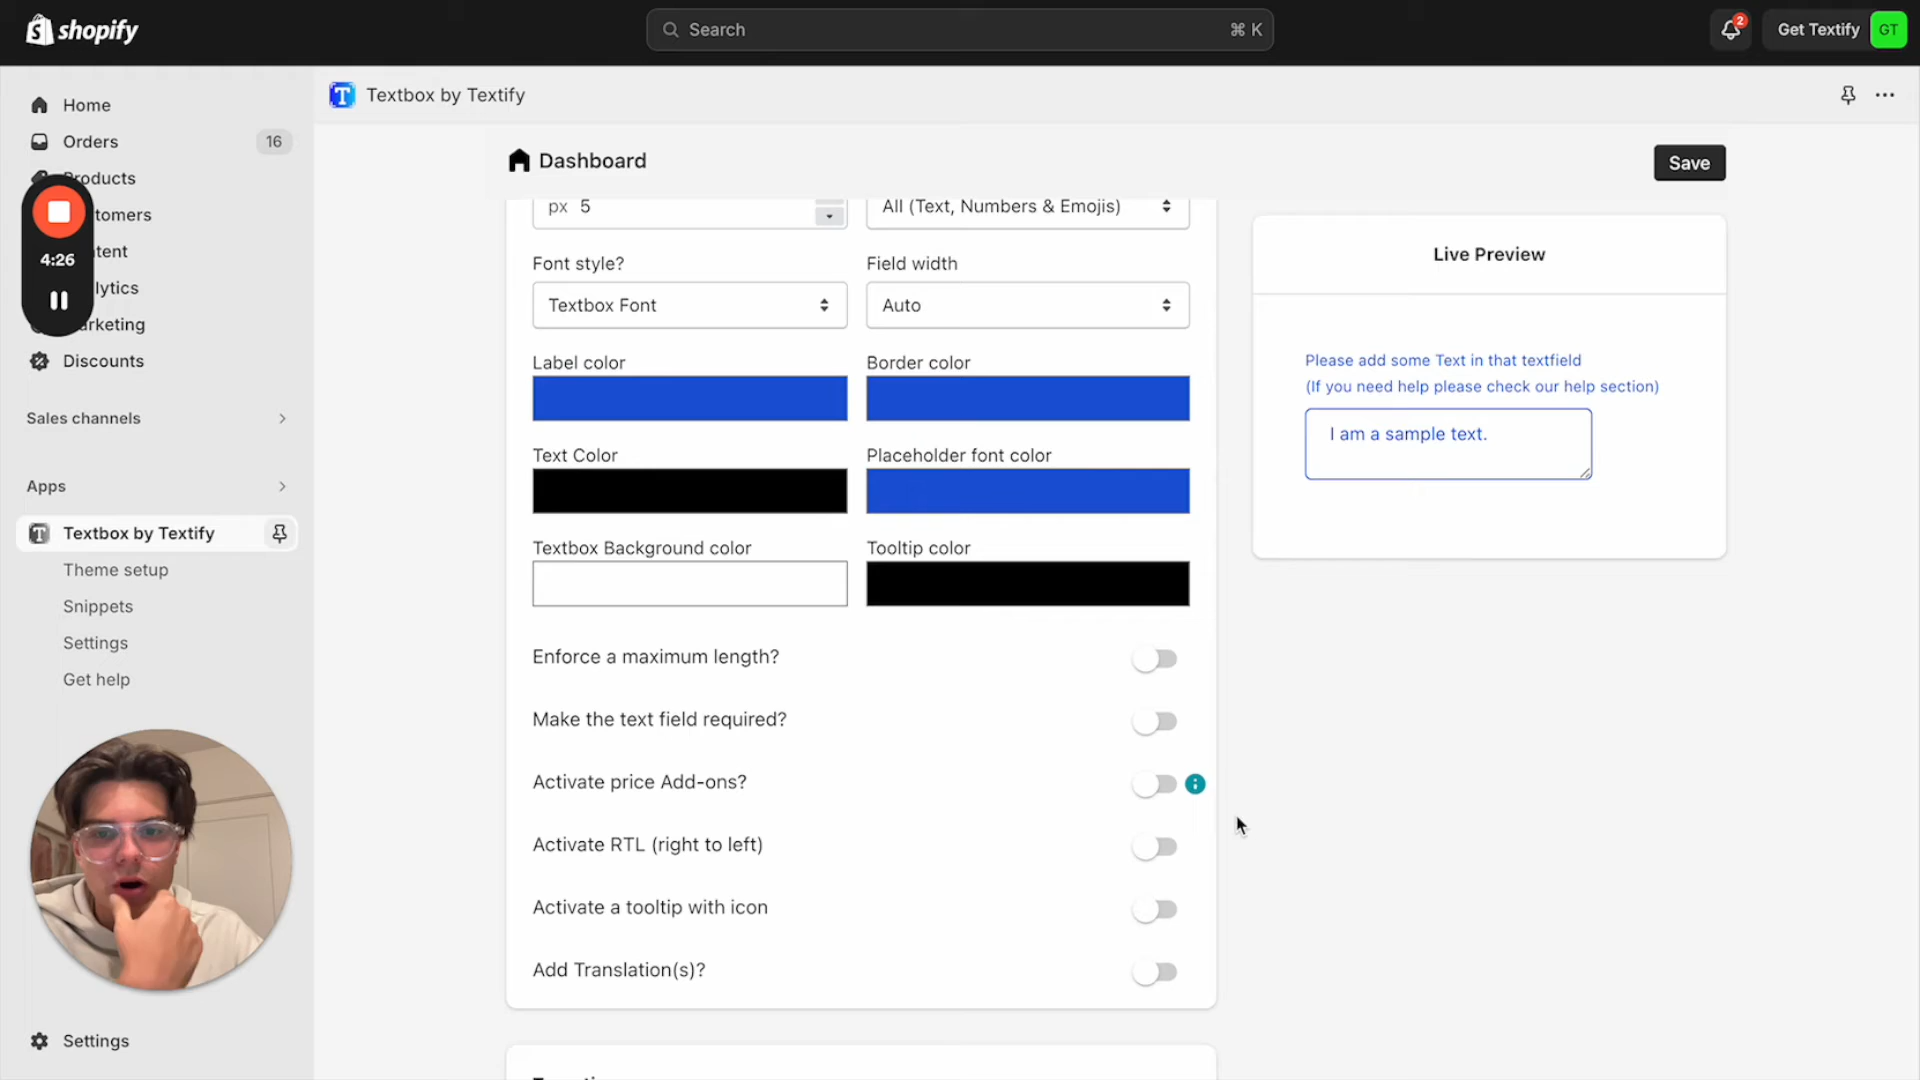 shopify
Search
⌘ K
2
Get Textify
GT
Home
Orders
16
Products
tomers
tent
lytics
arketing
Discounts
4:26
Sales channels
Apps
Textbox by Textify
Theme setup
Snippets
Settings
Get help
Settings
Textbox by Textify
Dashboard
Save
px 5
All (Text, Numbers & Emojis)
Font style?
Field width
Textbox Font
Auto
Label color
Border color
Text Color
Placeholder font color
Textbox Background color
Tooltip color
Enforce a maximum length?
Make the text field required?
Activate price Add-ons?
Activate RTL (right to left)
Activate a tooltip with icon
Add Translation(s)?
Live Preview
Please add some Text in that textfield
(If you need help please check our help section)
I am a sample text.